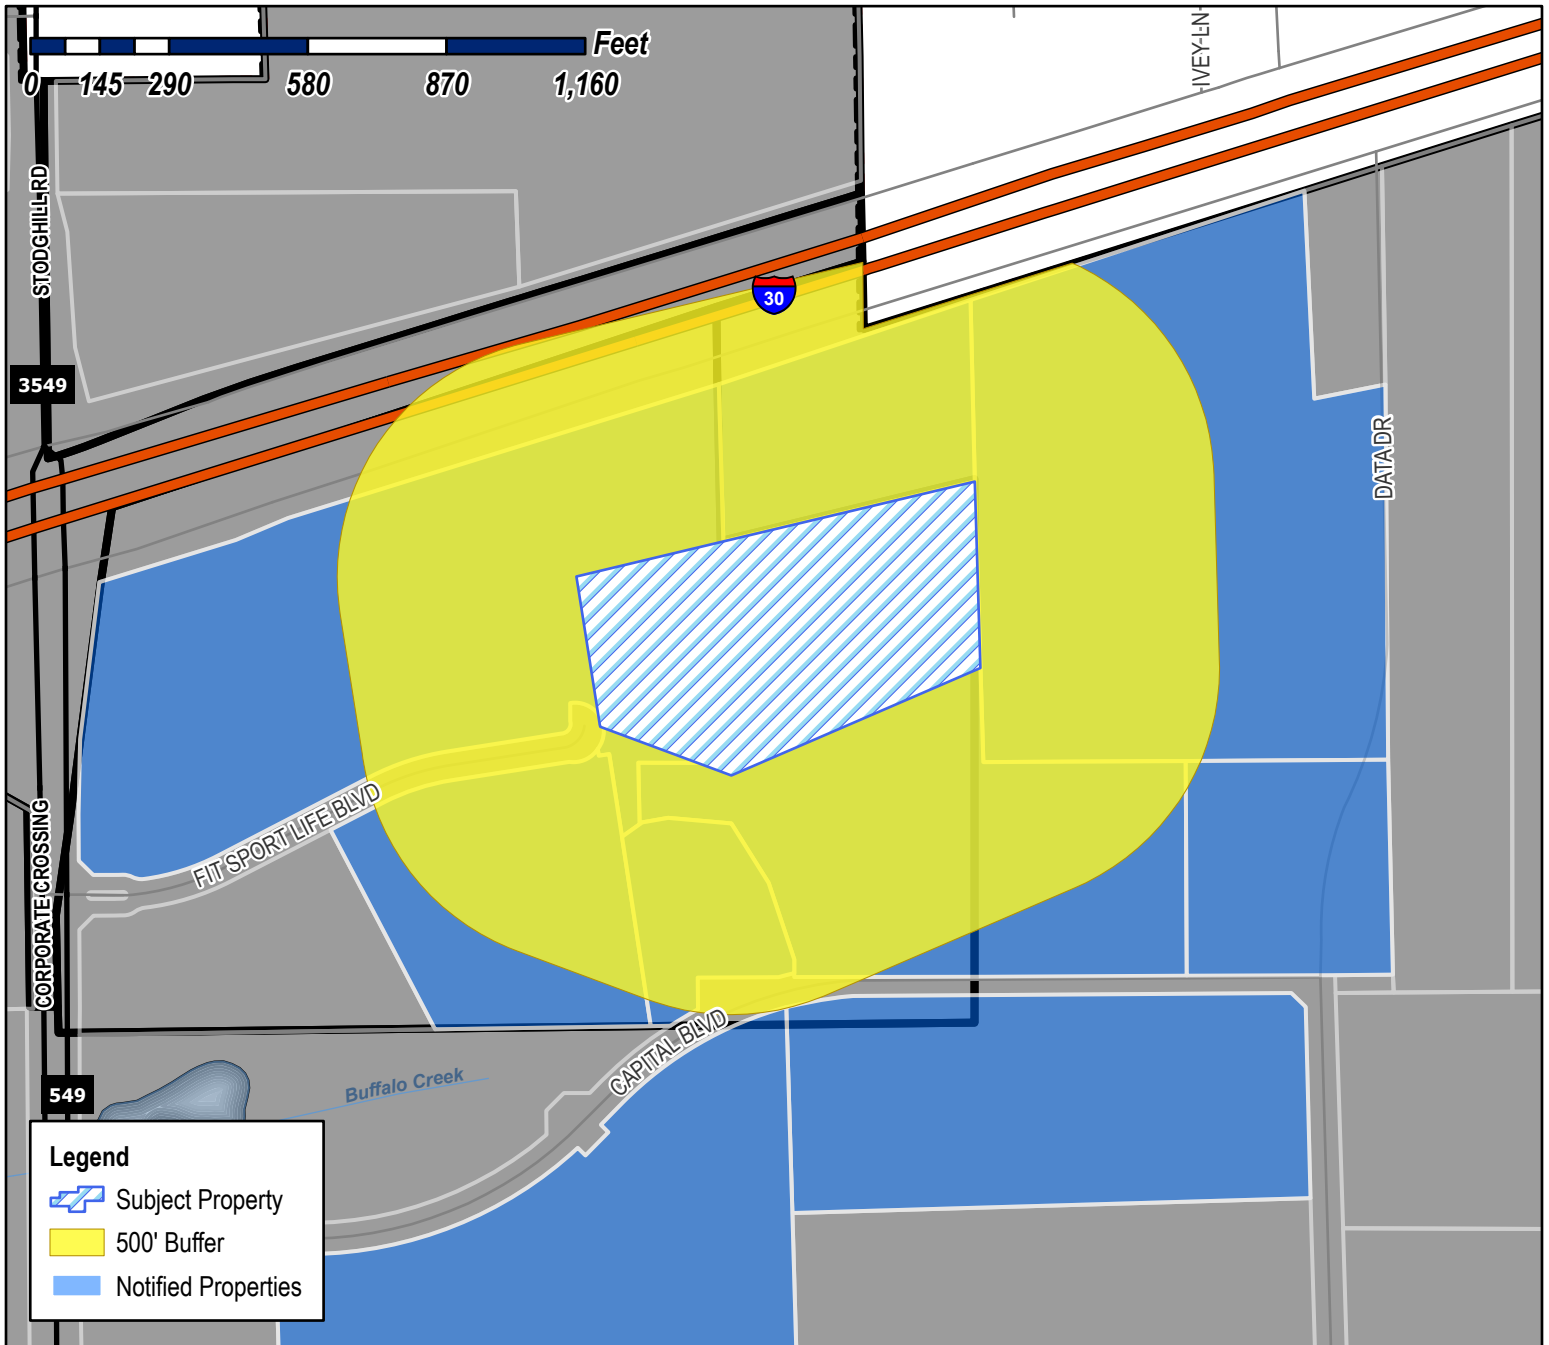 Feet
0 145 290 580 870 1,160
IVEY LN
STODGHILL RD
30
3549
DATA DR
FIT SPORT LIFE BLVD
CORPORATE CROSSING
CAPITAL BLVD
Buffalo Creek
549
Legend
Subject Property
500' Buffer
Notified Properties